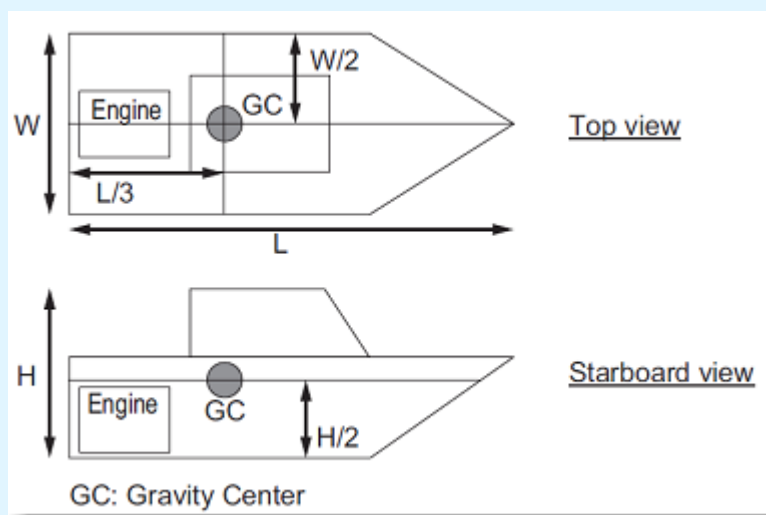 W/2
Engine
GC
W
Top view
L/3
L
H
Engine
GC
Starboard view
H/2
GC: Gravity Center